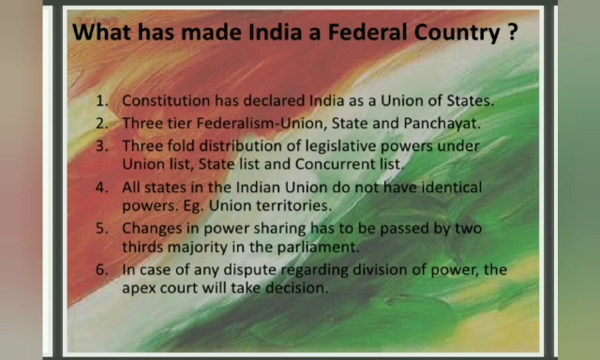 What has made India a Federal Country ?
1. Constitution has declared India as a Union of States.
2. Three tier Federalism-Union, State and Panchayat.
3. Three fold distribution of legislative powers under
Union list, State list and Concurrent list.
4. All states in the Indian Union do not have identical
powers. Eg. Union territories.
5. Changes in power sharing has to be passed by two
thirds majority in the parliament.
6. In case of any dispute regarding division of power, the
apex court will take decision.